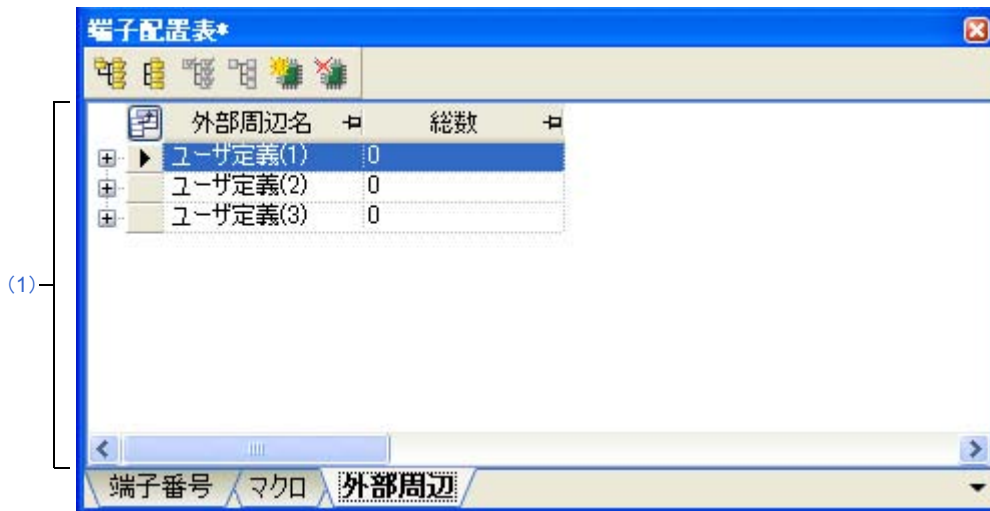 端子配置表*
外部周辺名 総数
ユーザ定義(1) 0
ユーザ定義(2) 0
ユーザ定義(3) 0
(1)
端子番号 マクロ 外部周辺